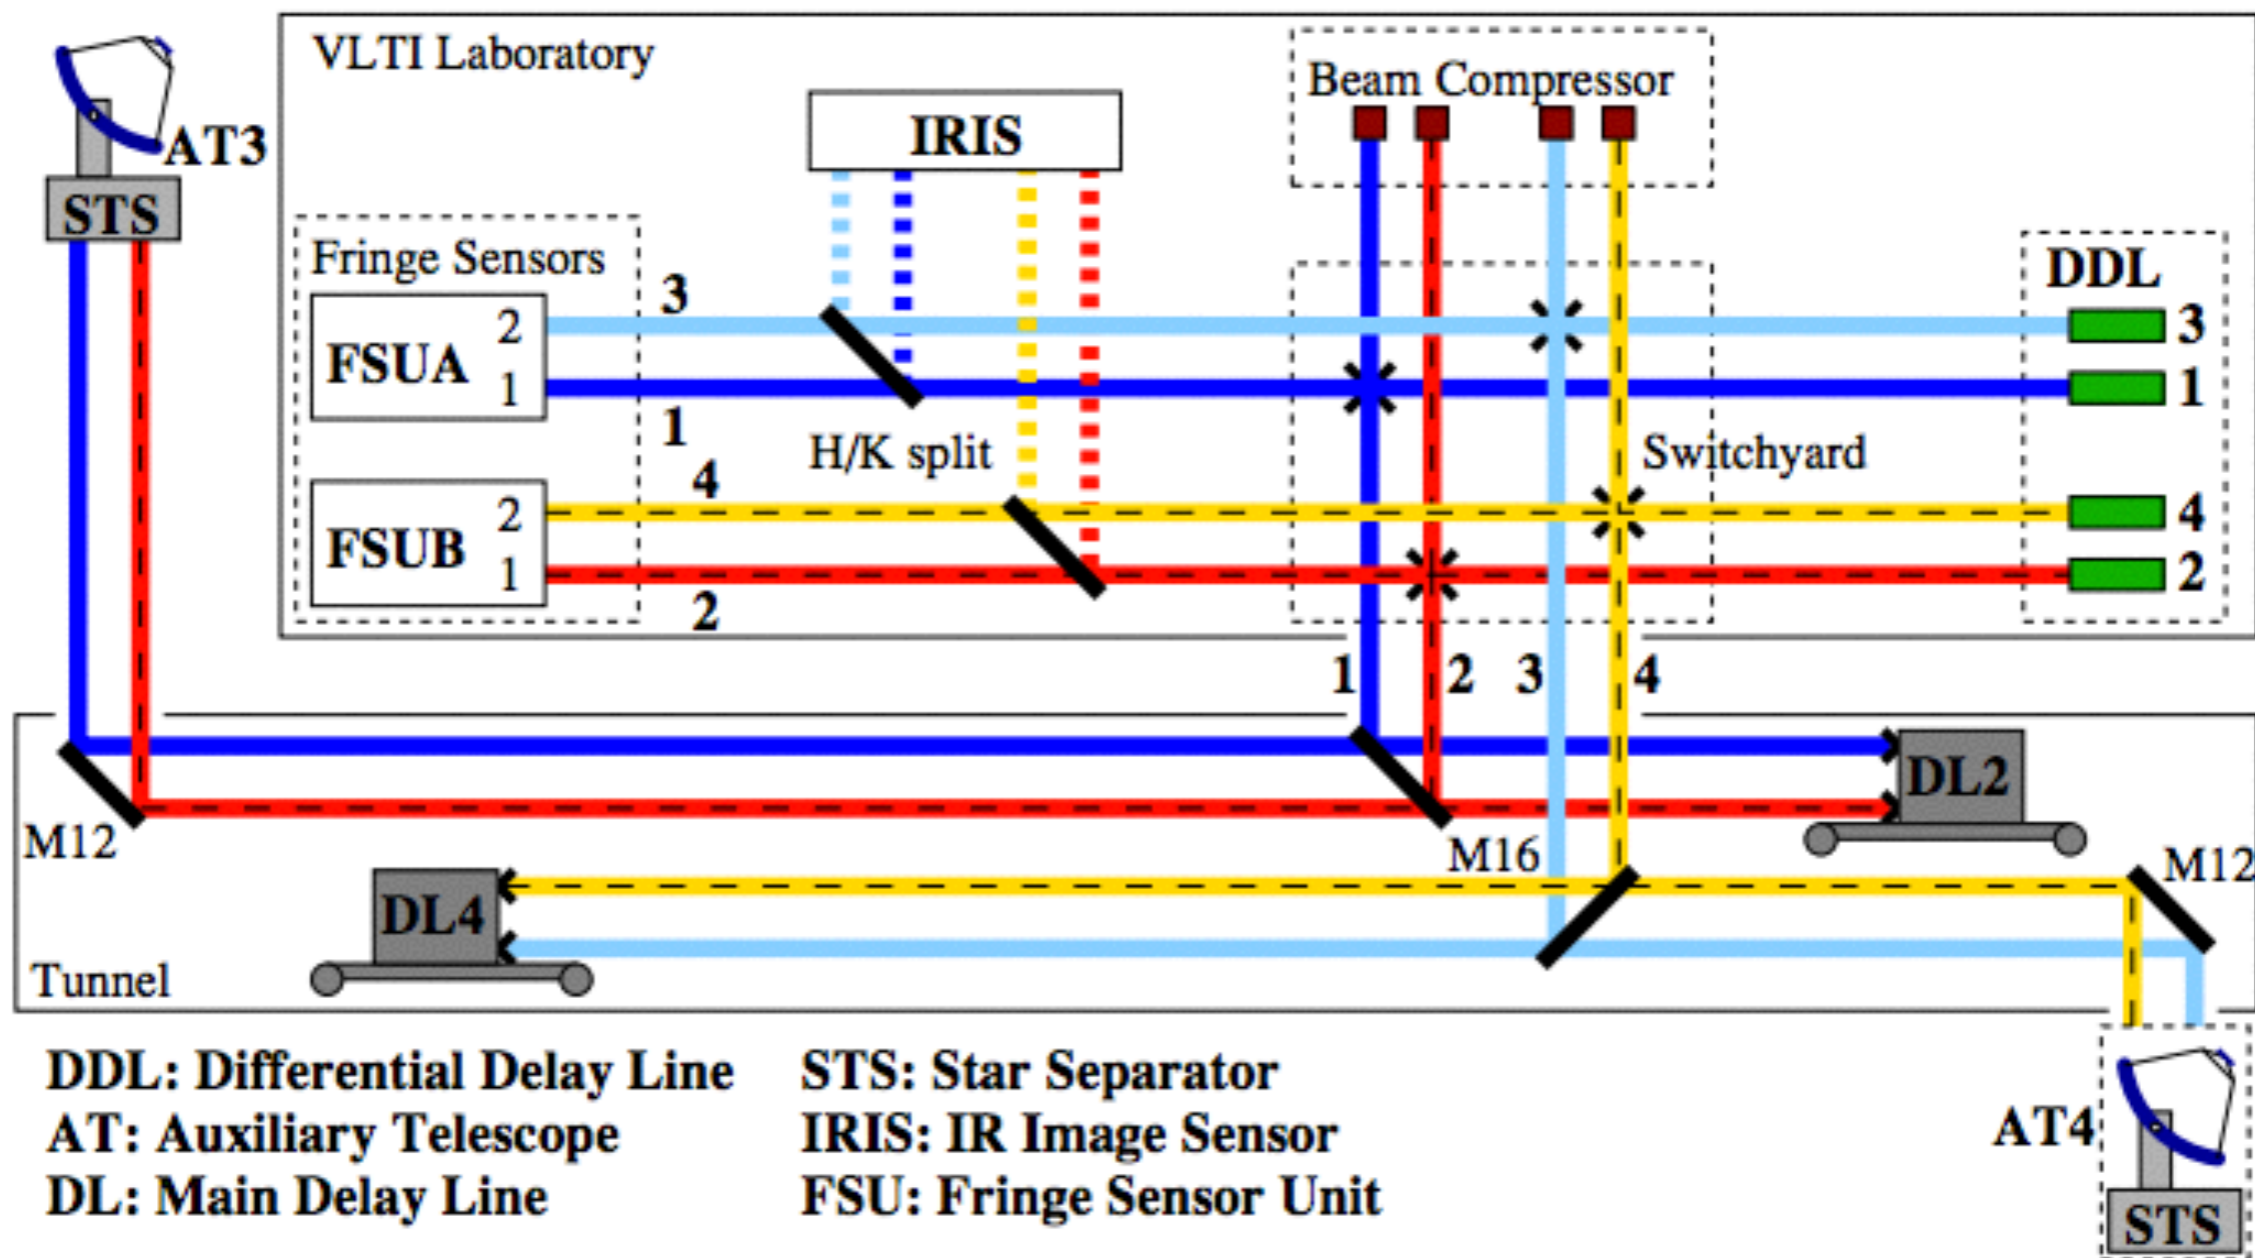 VLTI Laboratory
Beam Compressor
IRIS
AT3
STS
Fringe Sensors
3
DDL
2
FSUA
1
3
1
1
H/K split
Switchyard
4
2
FSUB
1
4
2
2
1
2
3
4
DL2
M12
M16
M12
DL4
Tunnel
DDL: Differential Delay Line
STS: Star Separator
AT: Auxiliary Telescope
IRIS: IR Image Sensor
AT4
DL: Main Delay Line
FSU: Fringe Sensor Unit
STS